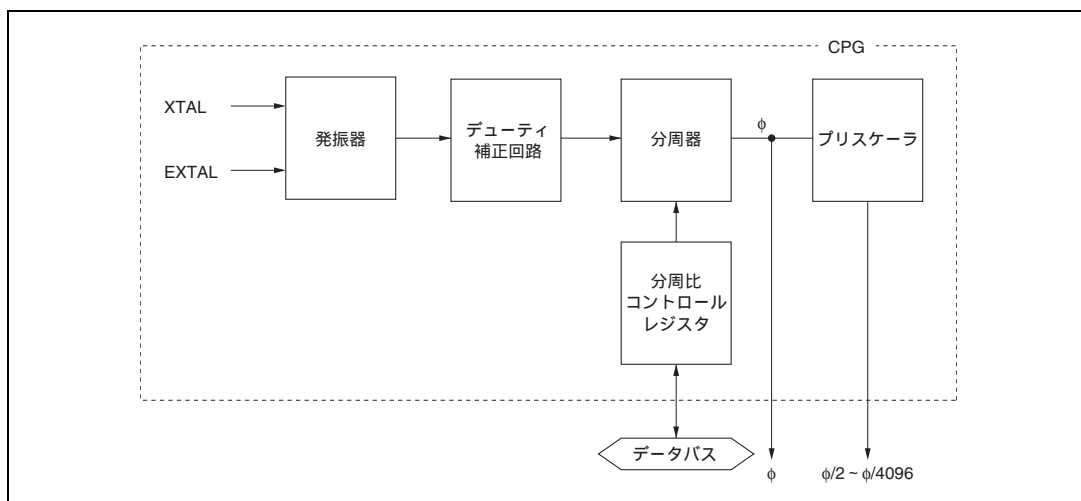 CPG
XTAL
EXTAL
発振器
デューティ
補正回路
分周器
φ
プリスケーラ
分周比
コントロール
レジスタ
データバス
φ
φ/2～φ/4096